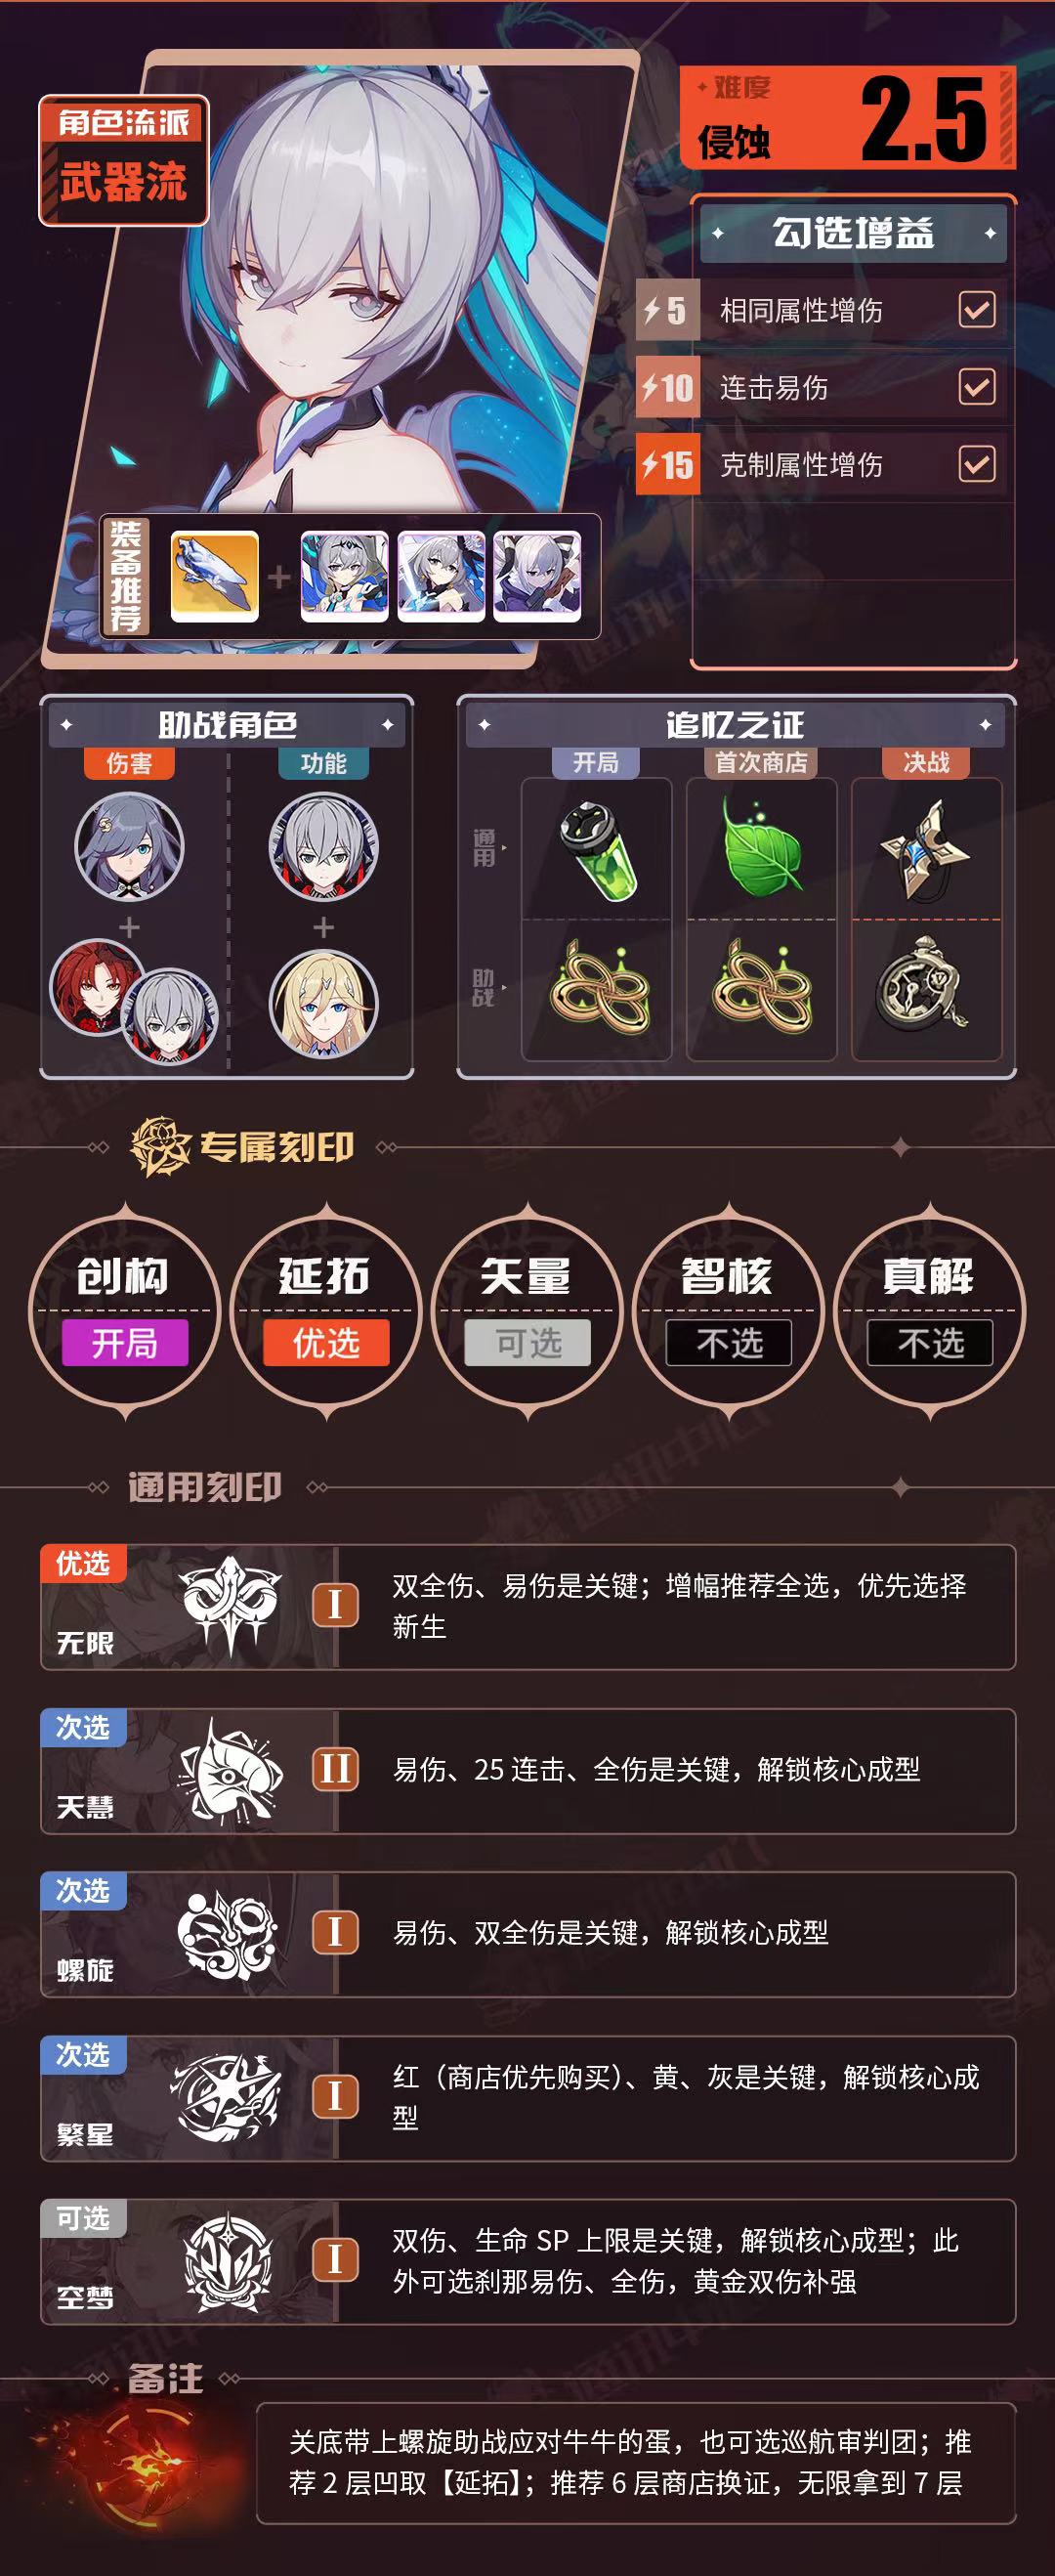 角色流派
武器流
难度
侵蚀
2.5
勾选增益
5 相同属性增伤
10 连击易伤
15 克制属性增伤
装备推荐
助战角色
伤害 功能
追忆之证
开局 首次商店 决战
通用
助战
专属刻印
创构 延拓 矢量 智核 真解
开局 优选 可选 不选 不选
通用刻印
优选
无限
I
双全伤、易伤是关键；增幅推荐全选，优先选择
新生
次选
天慧
II
易伤、25 连击、全伤是关键，解锁核心成型
次选
螺旋
I
易伤、双全伤是关键，解锁核心成型
次选
繁星
I
红（商店优先购买）、黄、灰是关键，解锁核心成
型
可选
空梦
I
双伤、生命 SP 上限是关键，解锁核心成型；此
外可选刹那易伤、全伤，黄金双伤补强
备注
关底带上螺旋助战应对牛牛的蛋，也可选巡航审判团；推
荐 2 层凹取【延拓】；推荐 6 层商店换证，无限拿到 7 层